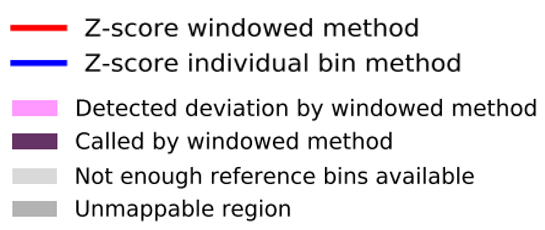 Z-score windowed method
Z-score individual bin method
Detected deviation by windowed method
Called by windowed method
Not enough reference bins available
Unmappable region